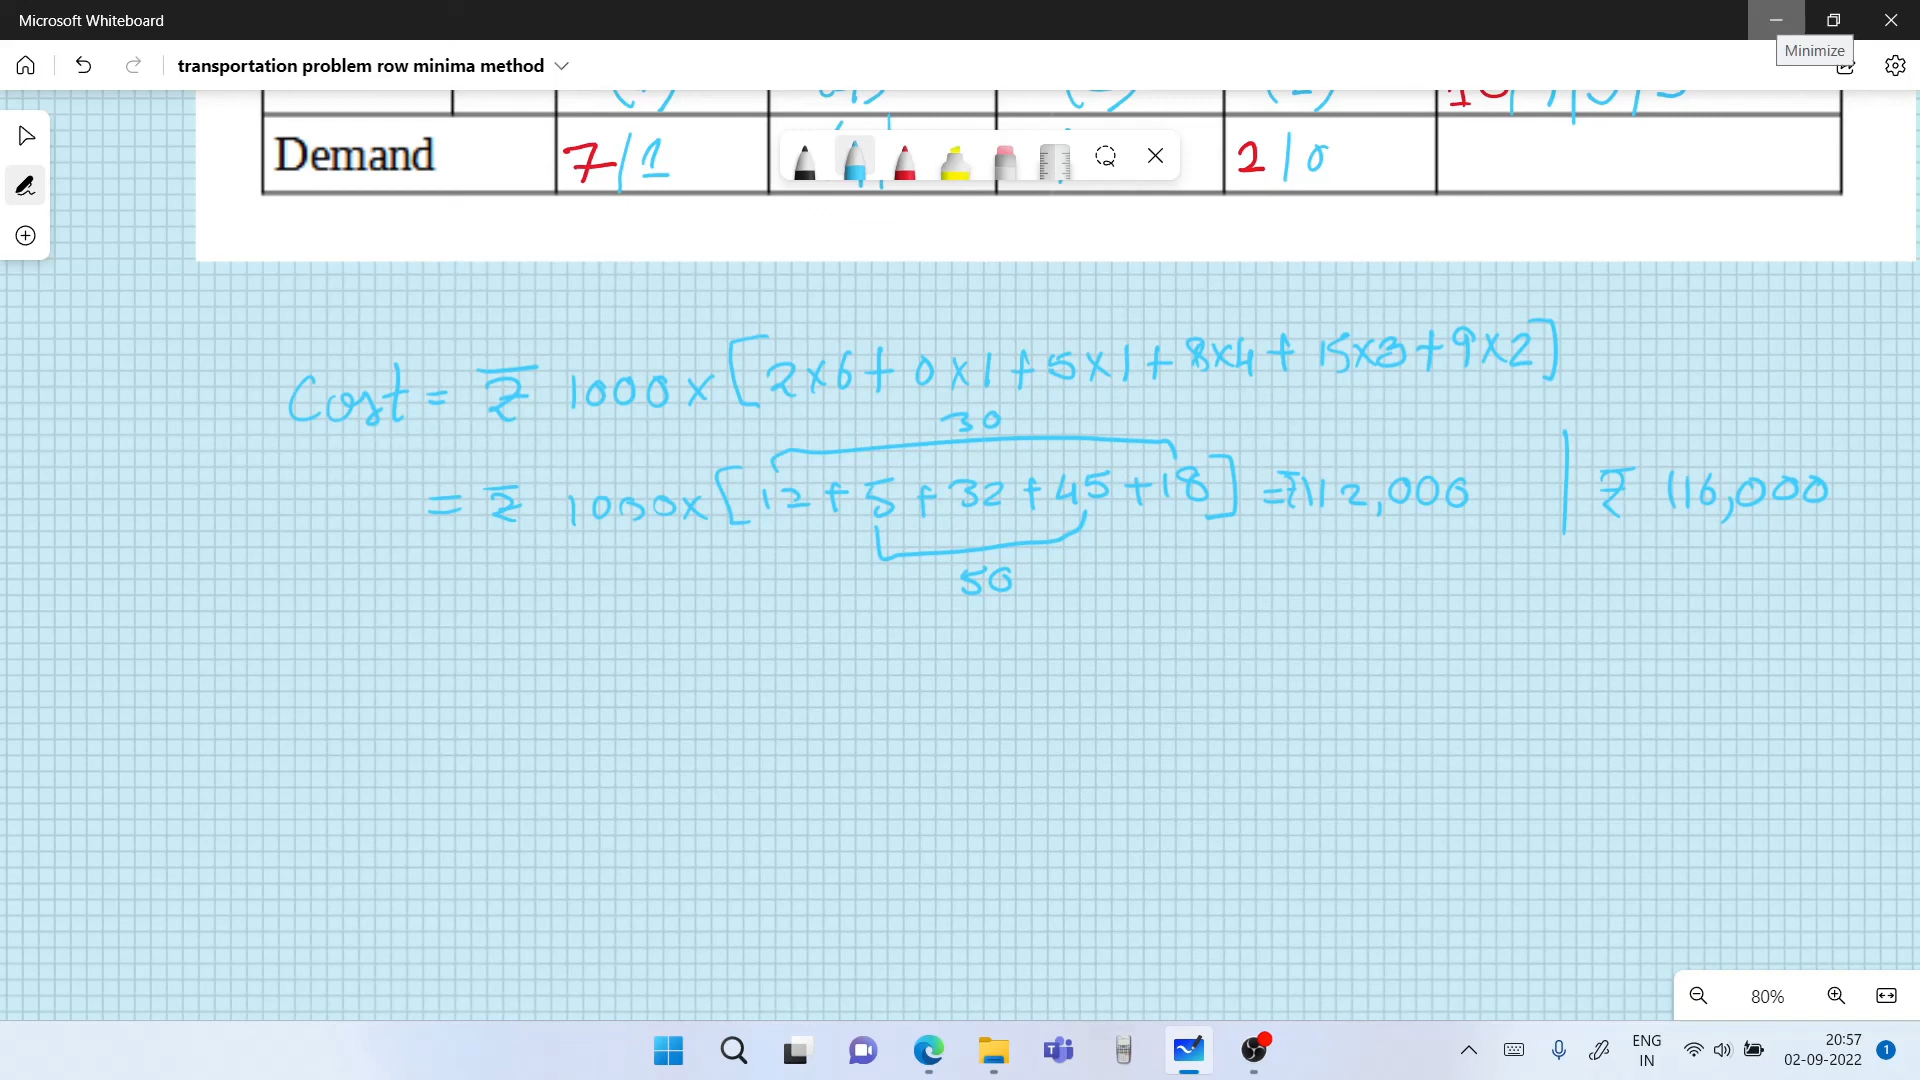 Microsoft Whiteboard
Minimize
transportation problem row minima method
Demand 7/1 2/0
Cost = ₹ 1000 x [2x6+0x1+5x1+8x4+15x3+9x2]
30
= ₹ 1000x [12+5+32+45+18] =₹112,000 | ₹ 116,000
50
80%
ENG
IN
20:57
02-09-2022
1